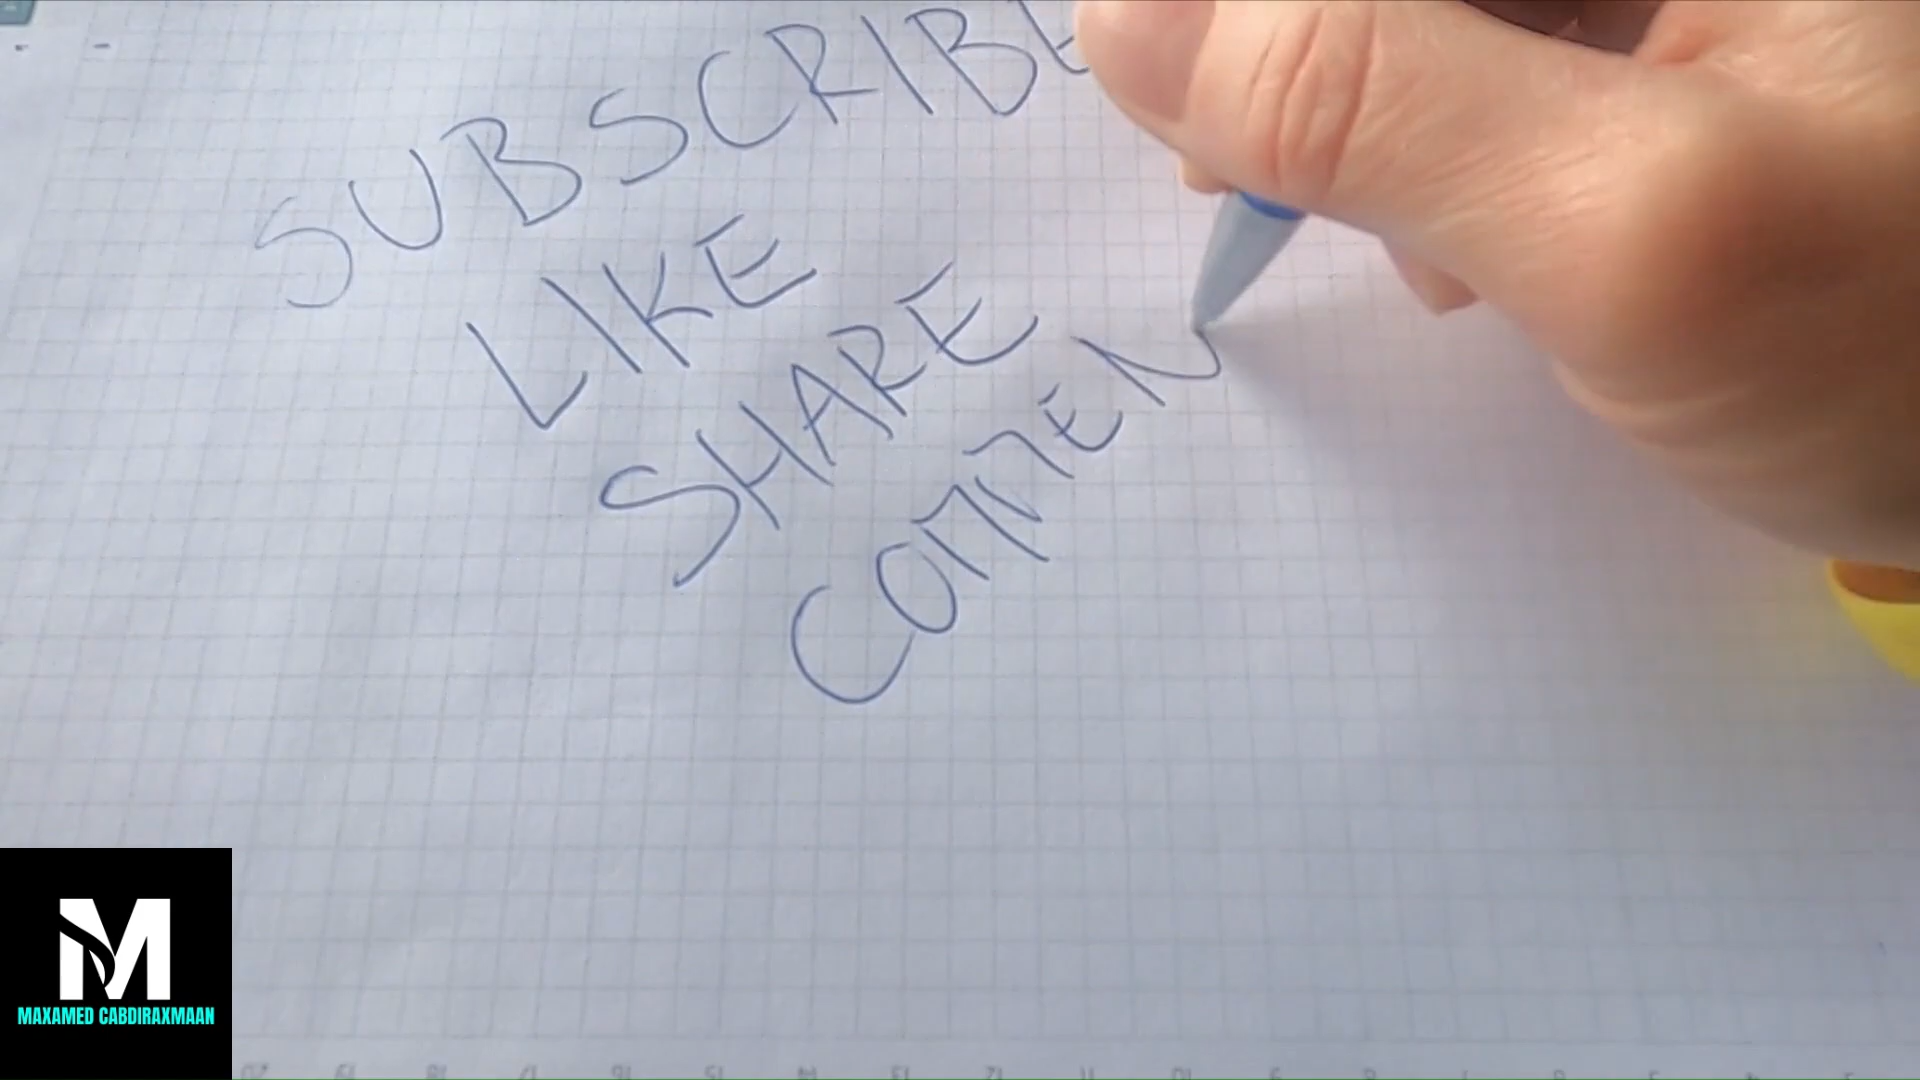 SUBSCRIBE
LIKE
SHARE
COMMEN
MAXAMED CABDIRAXMAAN